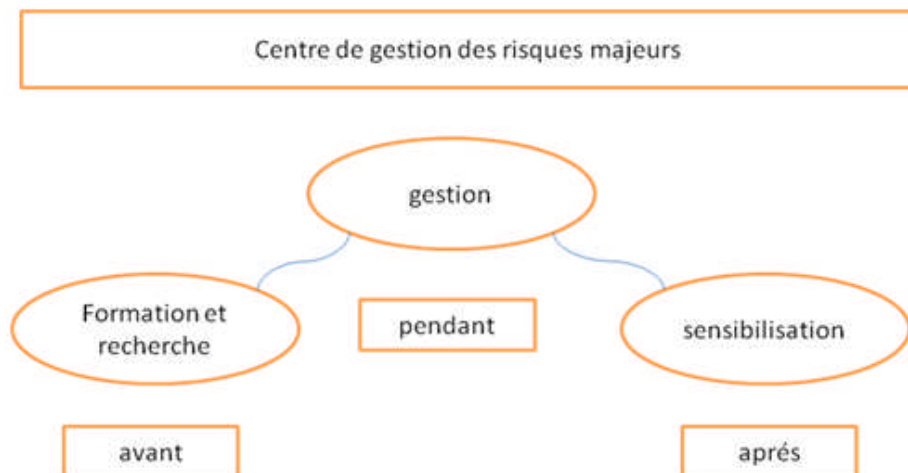 Centre de gestion des risques majeurs
gestion
Formation et
recherche
pendant
sensibilisation
avant
aprés